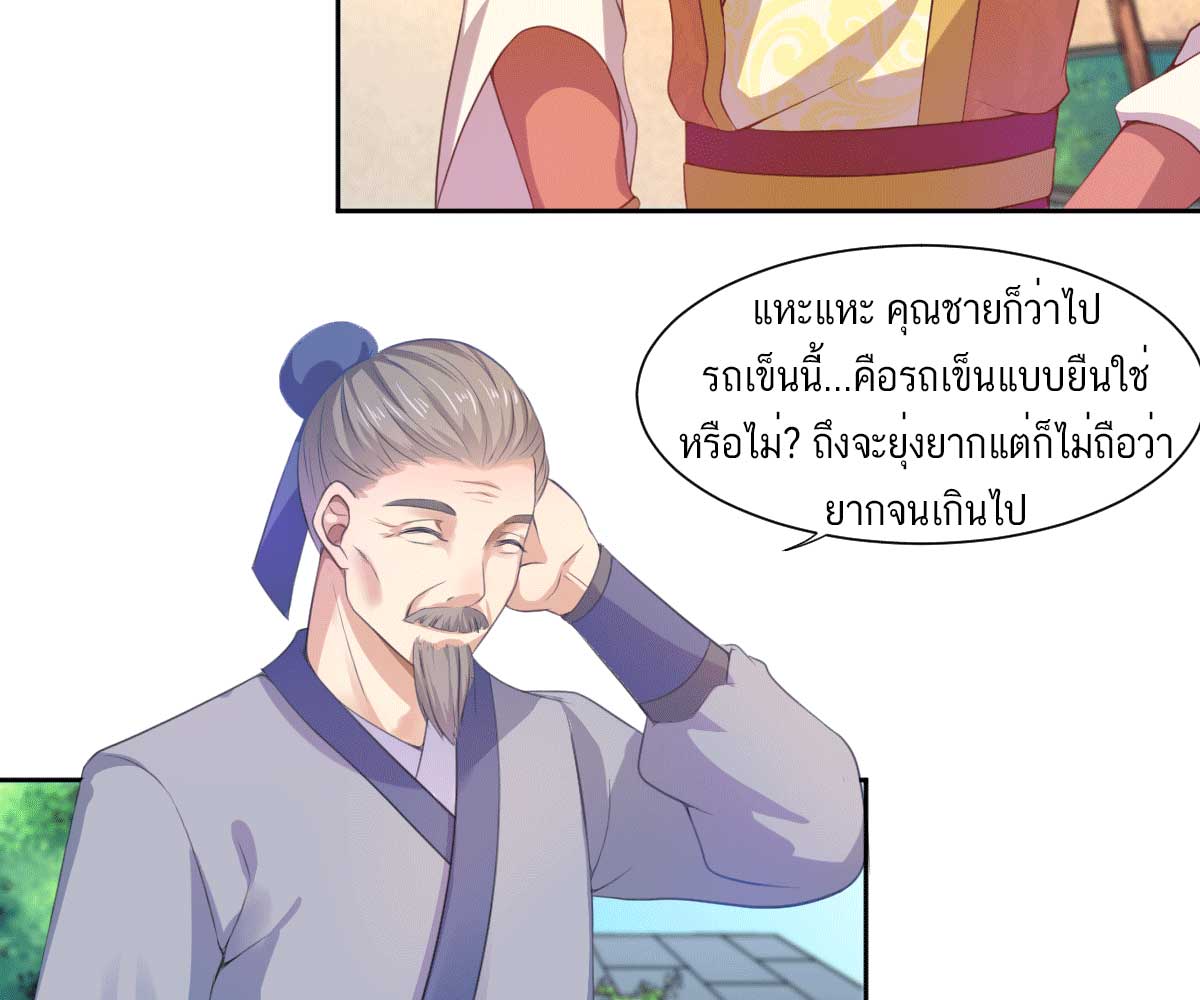 แหะแหะ คุณชายก็ว่าไป
รถเข็นนี้...คือรถเข็นแบบยืนใช่
หรือไม่? ถึงจะยุ่งยากแต่ก็ไม่ถือว่า
ยากจนเกินไป